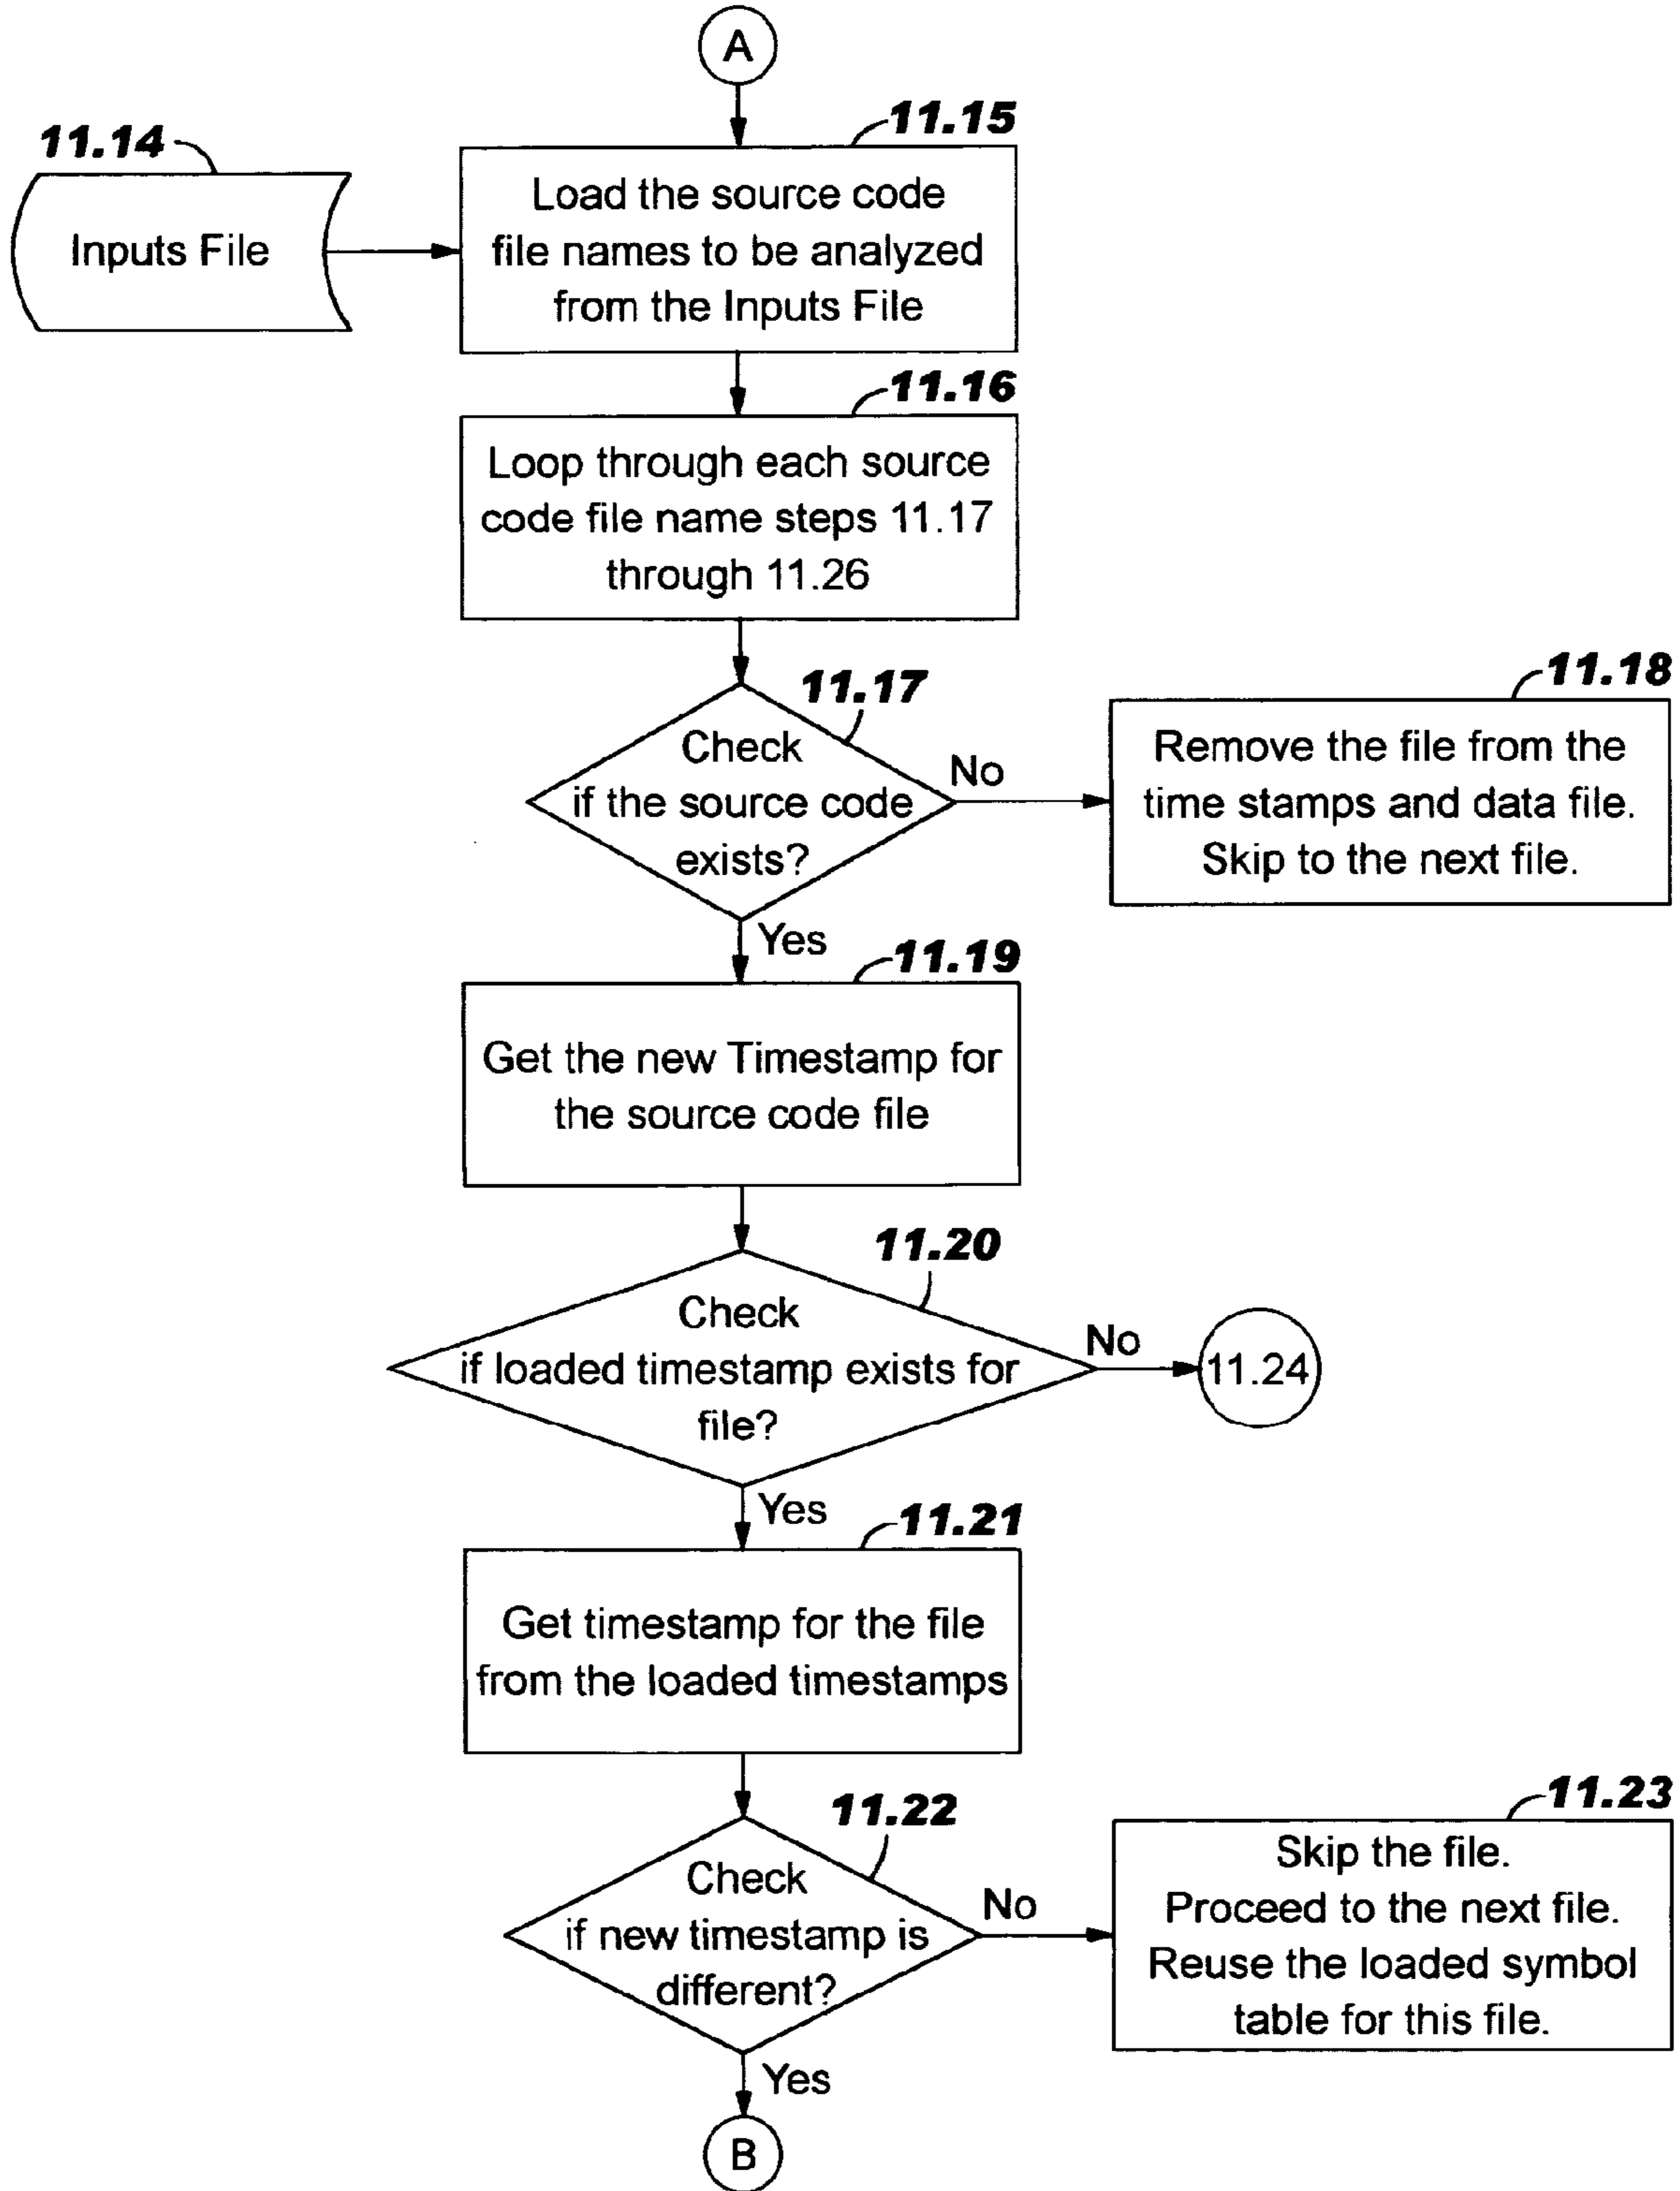 A
11.14
11.15
Inputs File
Load the source code
file names to be analyzed
from the Inputs File
11.16
Loop through each source
code file name steps 11.17
through 11.26
11.17
Check
if the source code
exists?
No
11.18
Remove the file from the
time stamps and data file.
Skip to the next file.
Yes
11.19
Get the new Timestamp for
the source code file
11.20
Check
if loaded timestamp exists for
file?
No
11.24
Yes
11.21
Get timestamp for the file
from the loaded timestamps
11.22
Check
if new timestamp is
different?
No
11.23
Skip the file.
Proceed to the next file.
Reuse the loaded symbol
table for this file.
Yes
B